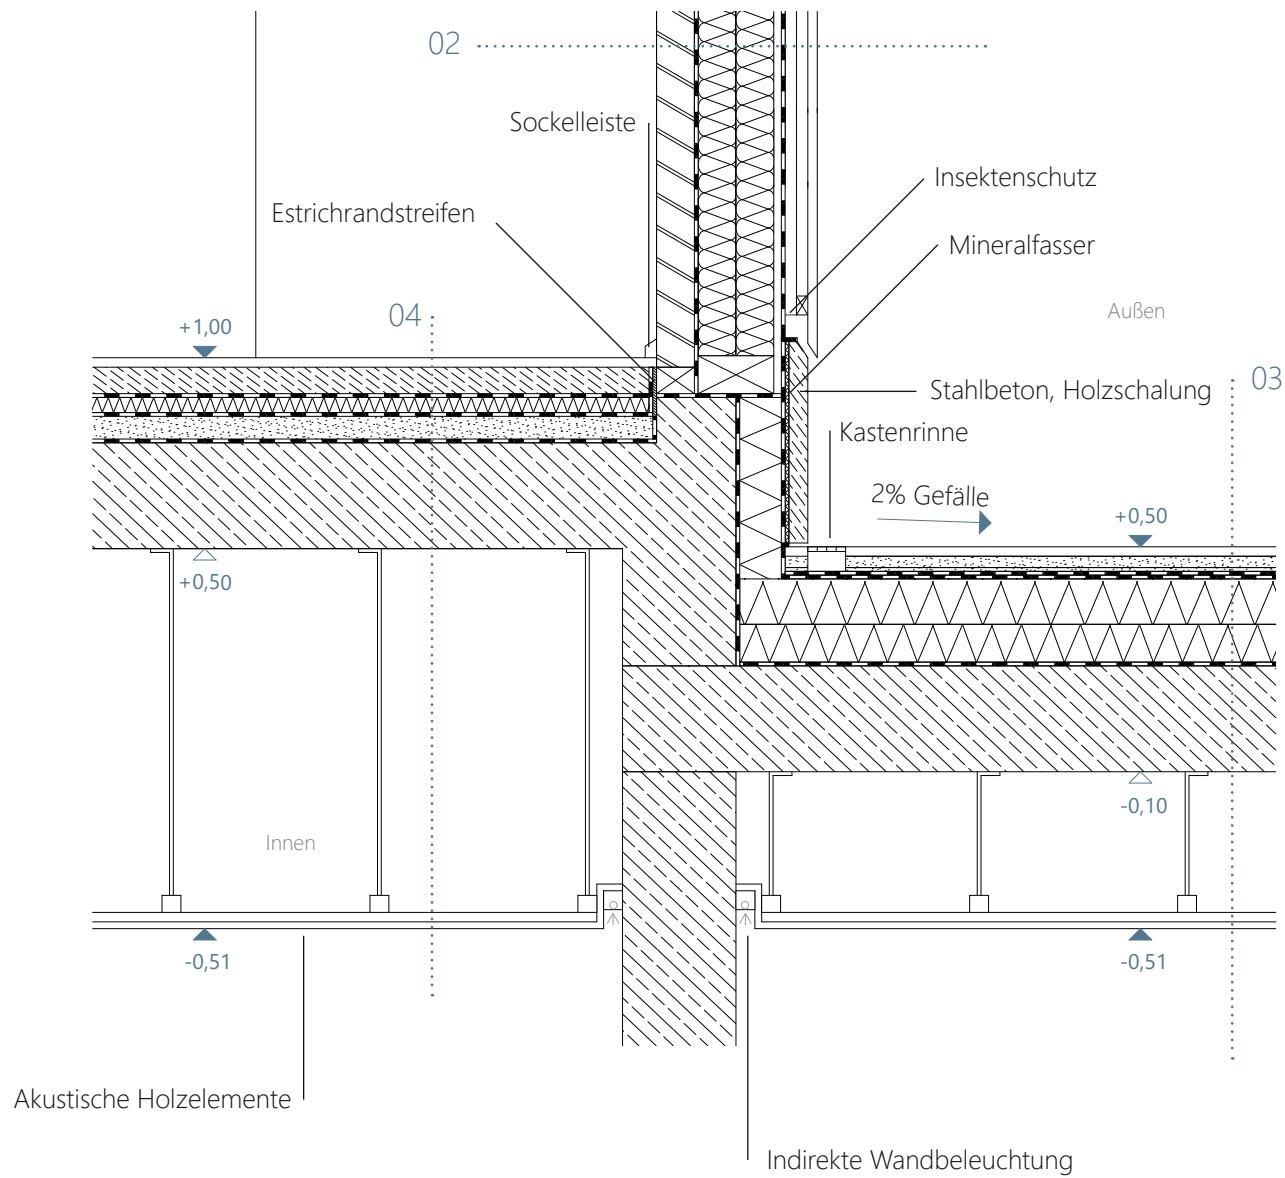 02
Sockelleiste
Insektenschutz
Estrichrandstreifen
Mineralfasser
Außen
04
+1,00
03
Stahlbeton, Holzschalung
Kastenrinne
2% Gefälle
+0,50
+0,50
-0,10
Innen
-0,51
-0,51
Akustische Holzelemente
Indirekte Wandbeleuchtung